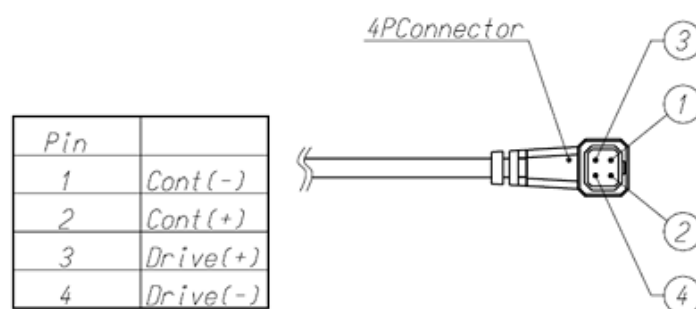 4PConnector
3
1
2
4
Pin
1 Cont(-)
2 Cont(+)
3 Drive(+)
4 Drive(-)